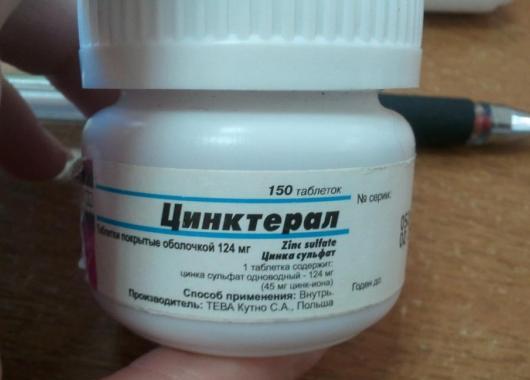 150 таблеток
Цинктерал
Таблетки покрытые оболочкой 124 мг
Zinc sulfate
Цинка сульфат
1 таблетка содержит:
цинка сульфат одноводный - 124 мг
(45 мг цинк-иона)
Способ применения: Внутрь.
Производитель: ТЕВА Кутно С.А., Польша
№ серии:
Годен до: